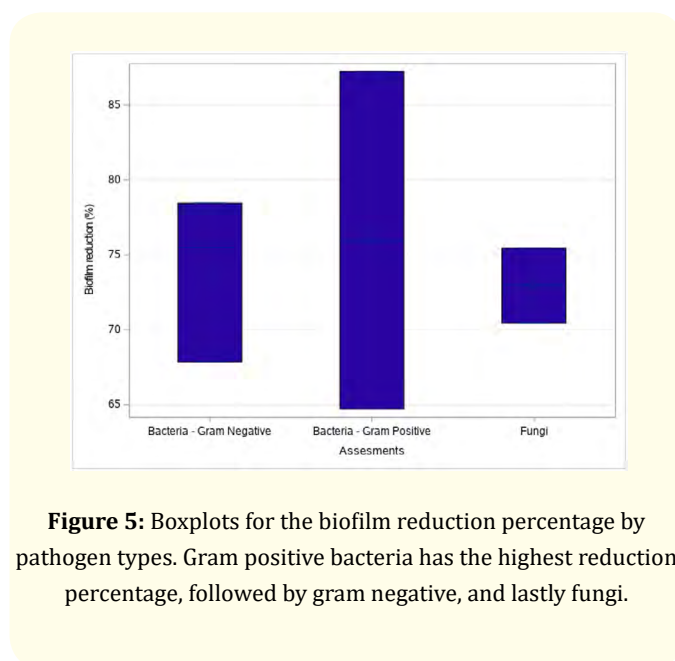 85
80
75
70
65
Biofilm reduction (%)
Bacteria - Gram Negative Bacteria - Gram Positive Fungi
Assesments
Figure 5: Boxplots for the biofilm reduction percentage by
pathogen types. Gram positive bacteria has the highest reduction
percentage, followed by gram negative, and lastly fungi.